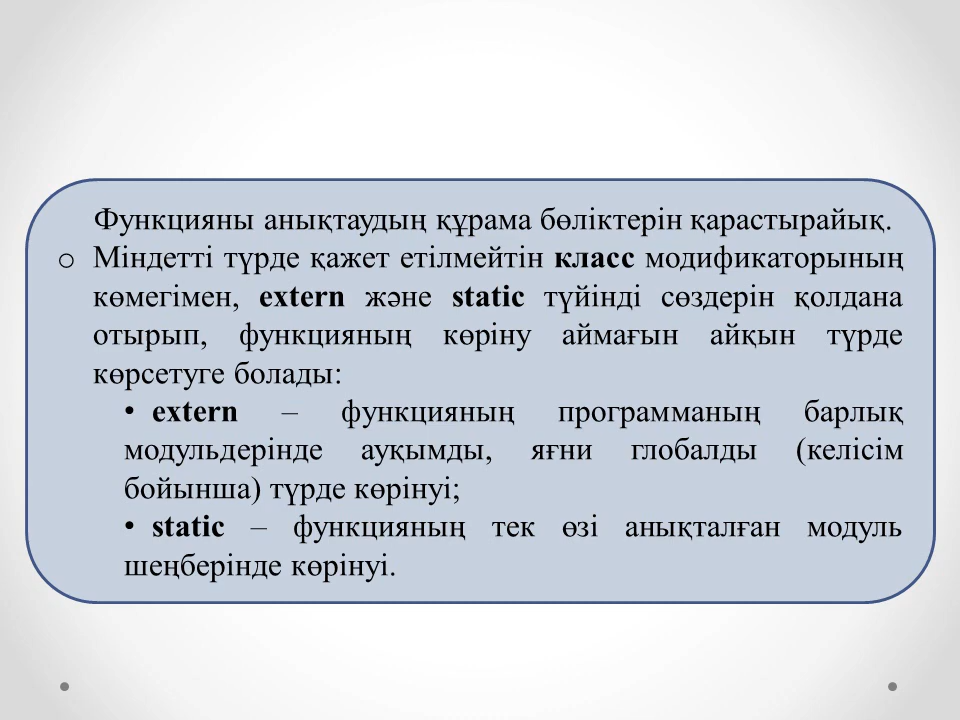 Функцияны анықтаудың құрама бөліктерін қарастырайық.
o Міндетті түрде қажет етілмейтін класс модификаторының
көмегімен, extern және static түйінді сөздерін қолдана
отырып, функцияның көріну аймағын айқын түрде
көрсетуге болады:
• extern – функцияның программаның барлық
модульдерінде ауқымды, яғни глобалды (келісім
бойынша) түрде көрінуі;
• static – функцияның тек өзі анықталған модуль
шеңберінде көрінуі.